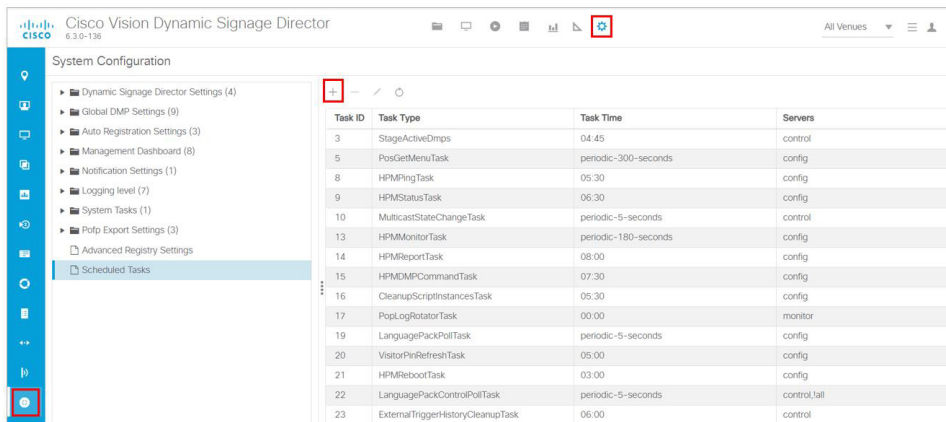 Cisco Vision Dynamic Signage Director
CISCO
6.3.0-136
All Venues
System Configuration
Dynamic Signage Director Settings (4)
Global DMP Settings (9)
Auto Registration Settings (3)
Management Dashboard (8)
Notification Settings (1)
Logging level (7)
System Tasks (1)
Pofp Export Settings (3)
Advanced Registry Settings
Scheduled Tasks
Task ID Task Type Task Time Servers
3 StageActiveDmps 04:45 control
5 PosGetMenuTask periodic-300-seconds config
8 HPMPingTask 05:30 config
9 HPMStatusTask 06:30 config
10 MulticastStateChangeTask periodic-5-seconds control
13 HPMMonitorTask periodic-180-seconds config
14 HPMReportTask 08:00 config
15 HPMDMPCommandTask 07:30 config
16 CleanupScriptInstancesTask 05:30 config
17 PopLogRotatorTask 00:00 monitor
19 LanguagePackPollTask periodic-5-seconds config
20 VisitorPinRefreshTask 05:00 config
21 HPMRebootTask 03:00 config
22 LanguagePackControlPollTask periodic-5-seconds control,!all
23 ExternalTriggerHistoryCleanupTask 06:00 control